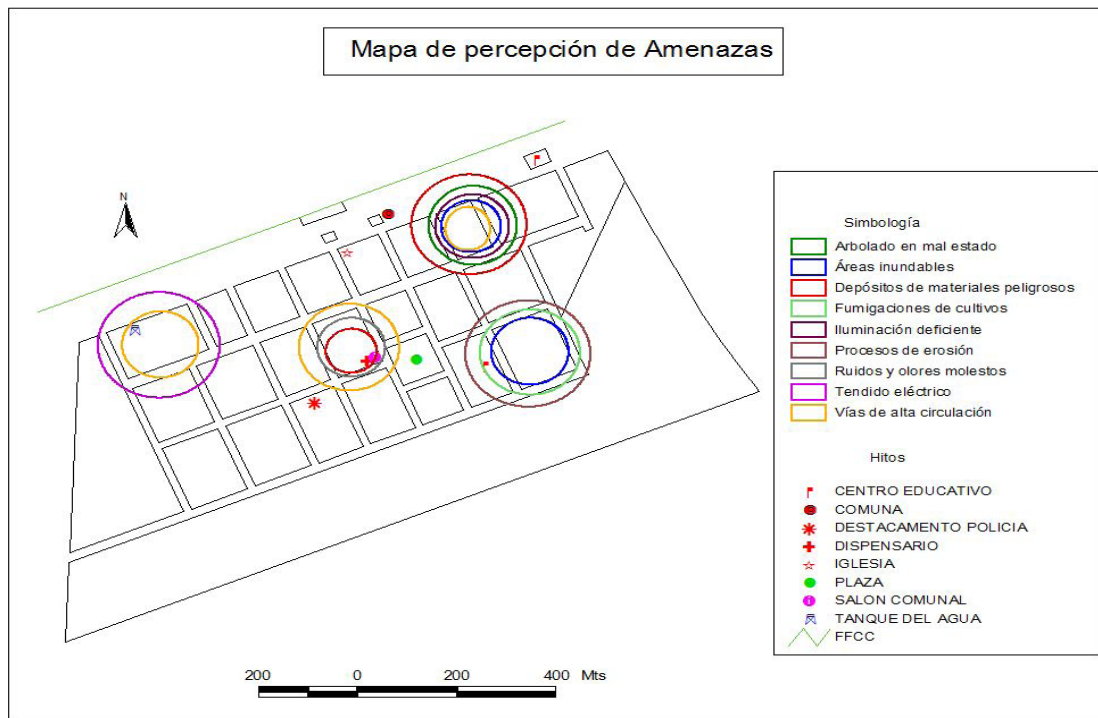 Mapa de percepción de Amenazas
N
Simbología
Arbolado en mal estado
Áreas inundables
Depósitos de materiales peligrosos
Fumigaciones de cultivos
Iluminación deficiente
Procesos de erosión
Ruidos y olores molestos
Tendido eléctrico
Vías de alta circulación
Hitos
CENTRO EDUCATIVO
COMUNA
DESTACAMENTO POLICIA
DISPENSARIO
IGLESIA
PLAZA
SALON COMUNAL
TANQUE DEL AGUA
FFCC
200 0 200 400 Mts